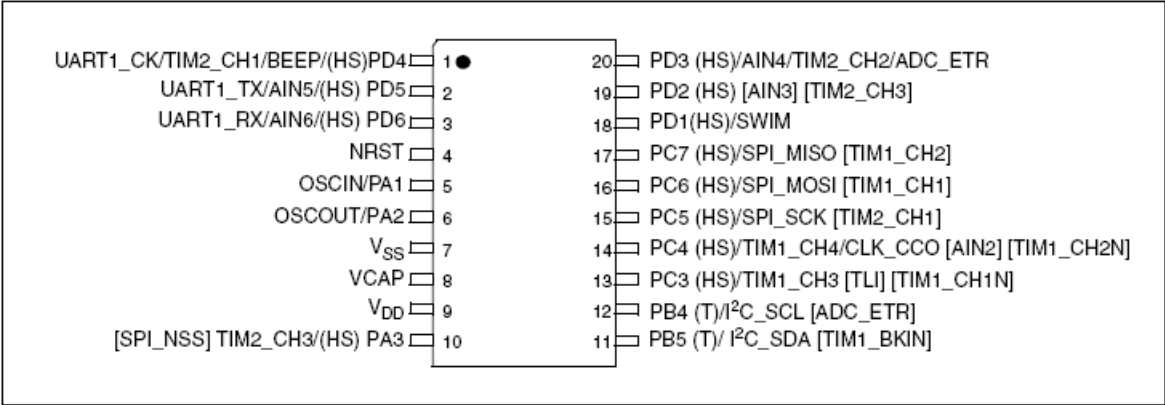 UART1_CK/TIM2_CH1/BEEP/(HS)PD4 1 20 PD3 (HS)/AIN4/TIM2_CH2/ADC_ETR
UART1_TX/AIN5/(HS) PD5 2 19 PD2 (HS) [AIN3] [TIM2_CH3]
UART1_RX/AIN6/(HS) PD6 3 18 PD1(HS)/SWIM
NRST 4 17 PC7 (HS)/SPI_MISO [TIM1_CH2]
OSCIN/PA1 5 16 PC6 (HS)/SPI_MOSI [TIM1_CH1]
OSCOUT/PA2 6 15 PC5 (HS)/SPI_SCK [TIM2_CH1]
VSS 7 14 PC4 (HS)/TIM1_CH4/CLK_CCO [AIN2] [TIM1_CH2N]
VCAP 8 13 PC3 (HS)/TIM1_CH3 [TLI] [TIM1_CH1N]
VDD 9 12 PB4 (T)/I²C_SCL [ADC_ETR]
[SPI_NSS] TIM2_CH3/(HS) PA3 10 11 PB5 (T)/ I²C_SDA [TIM1_BKIN]